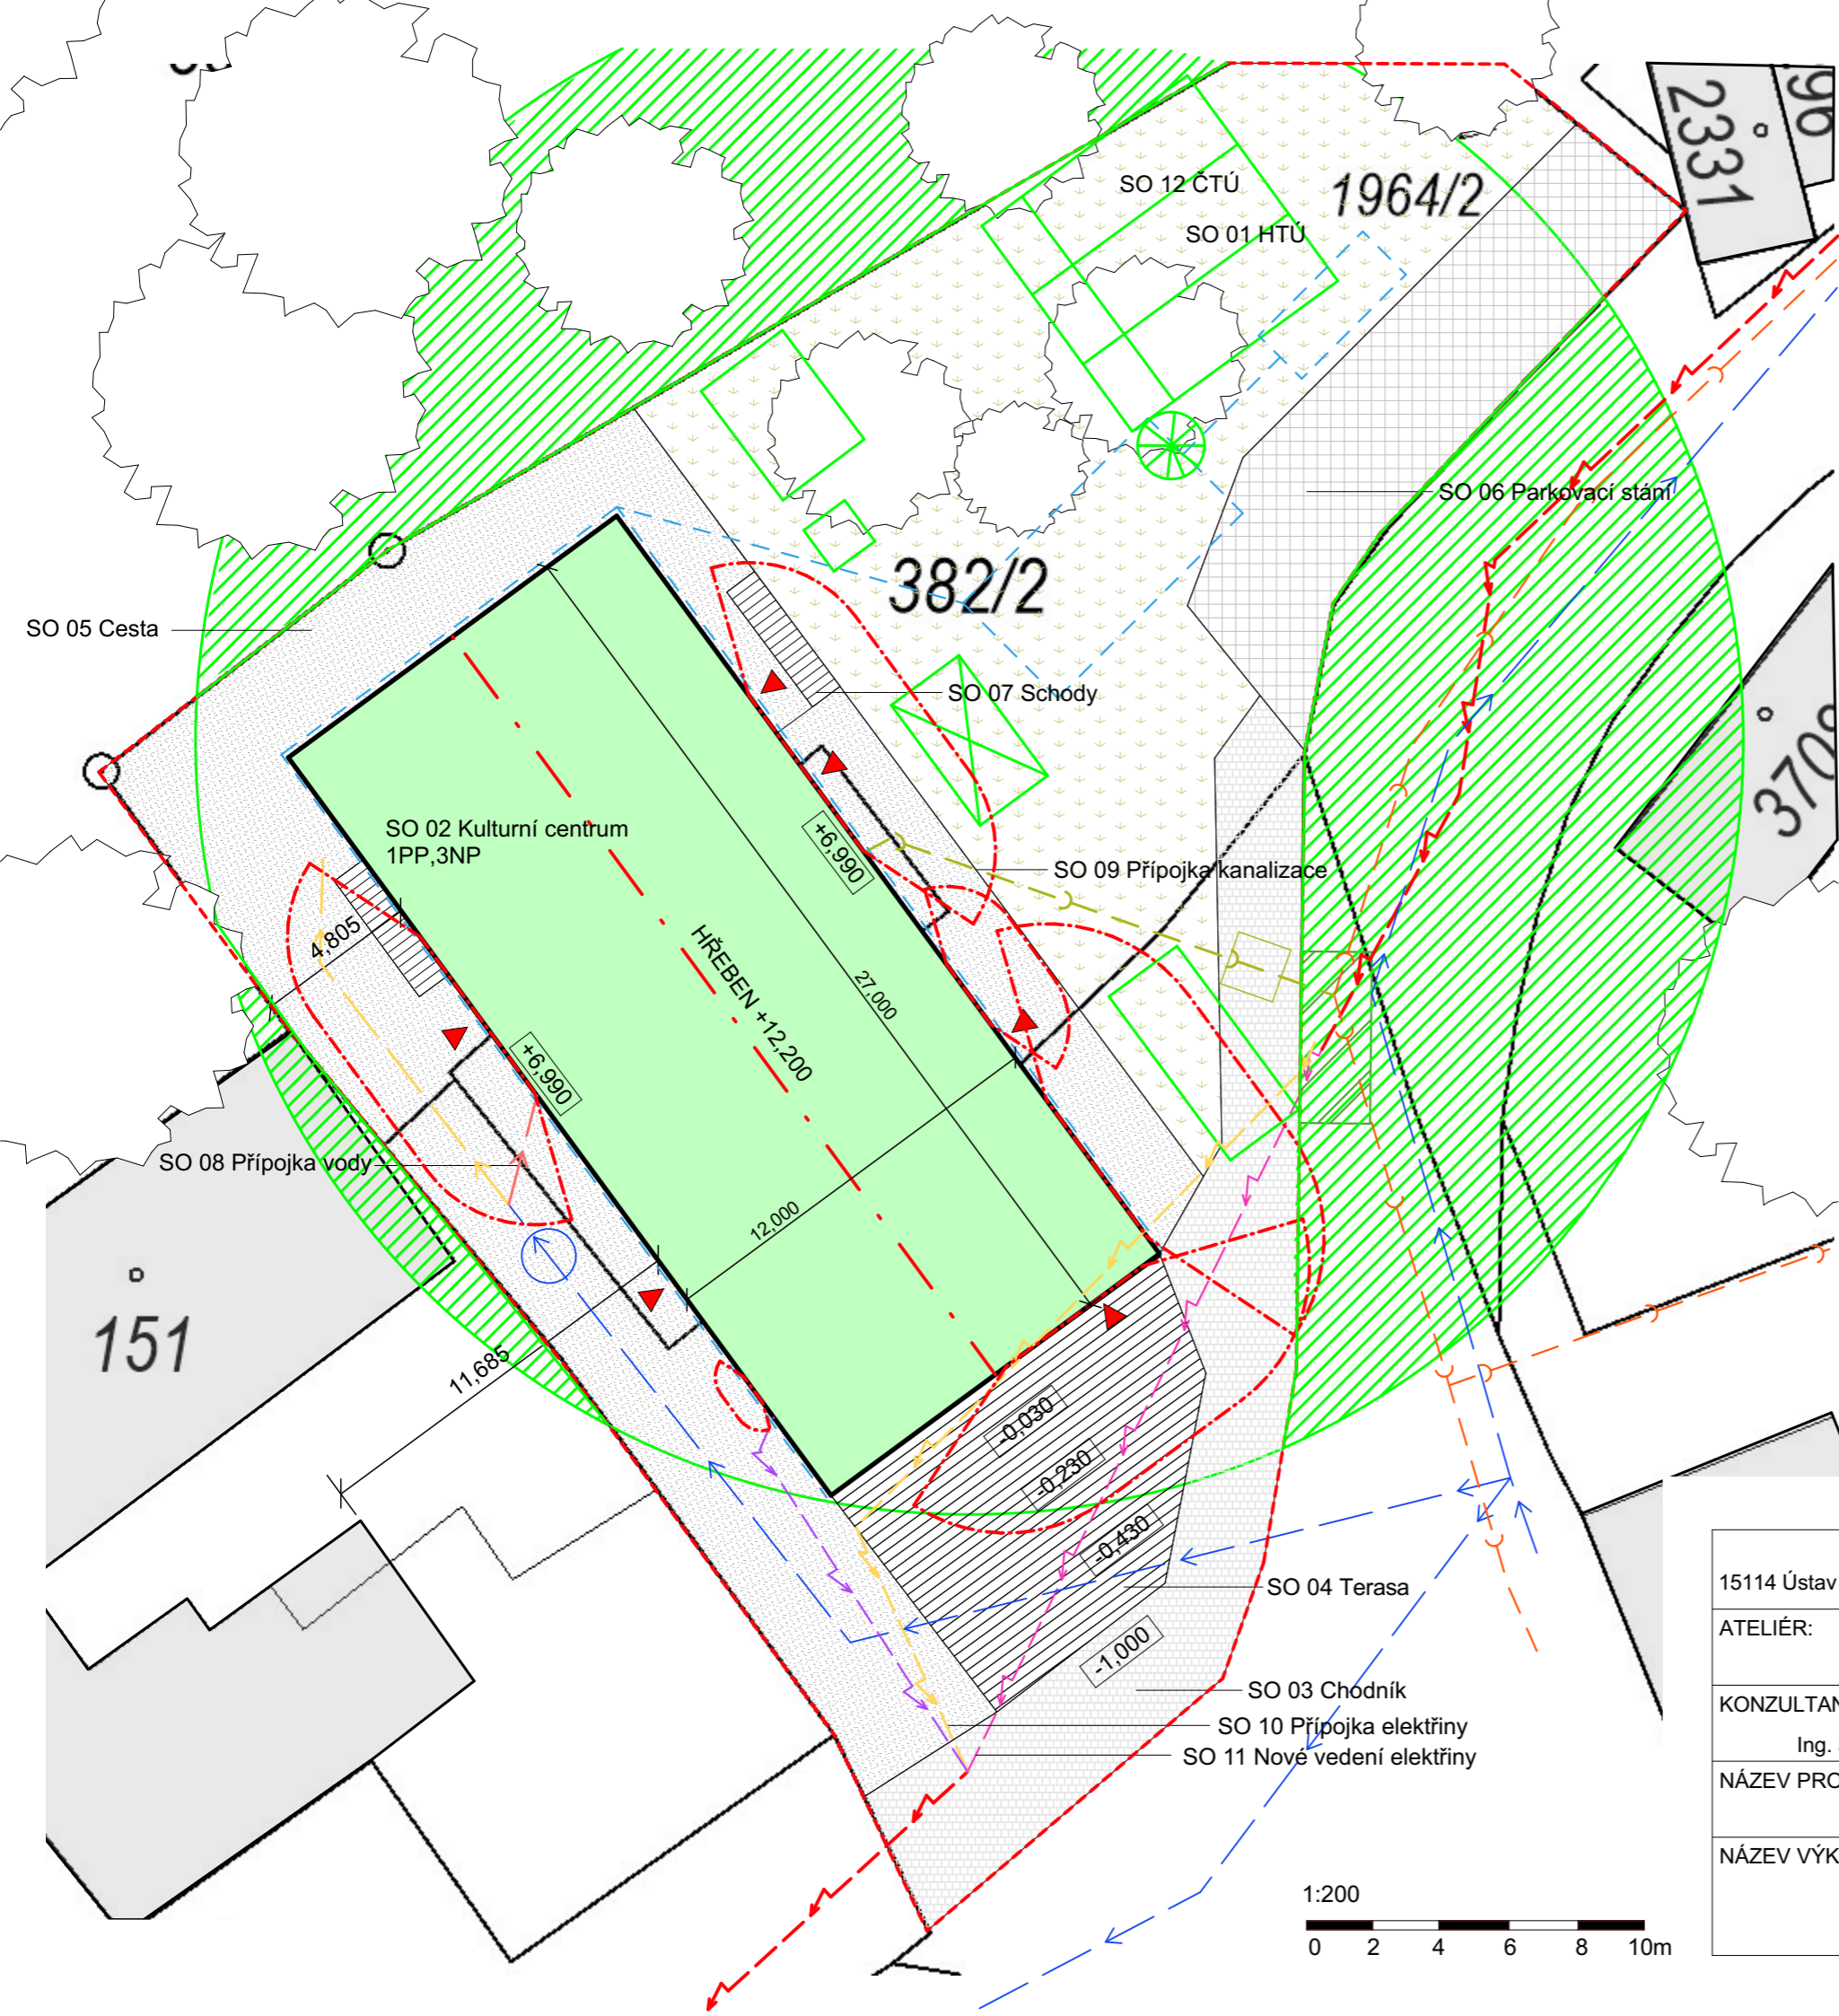 2331
96
SO 12 ČTÚ
1964/2
SO 01 HTÚ
SO 06 Parkovací stání
382/2
SO 05 Cesta
SO 07 Schody
3708
SO 02 Kulturní centrum
1PP,3NP
+6,990
SO 09 Přípojka kanalizace
4,805
HŘEBEN +12,200
27,000
+6,990
SO 08 Přípojka vody
12,000
151
11,685
-0,030
-0,230
-0,430
SO 04 Terasa
15114 Ústav
ATELIÉR:
-1,000
SO 03 Chodník
KONZULTAN
SO 10 Přípojka elektřiny
Ing.
SO 11 Nové vedení elektřiny
NÁZEV PRO
NÁZEV VÝK
1:200
0 2 4 6 8 10m